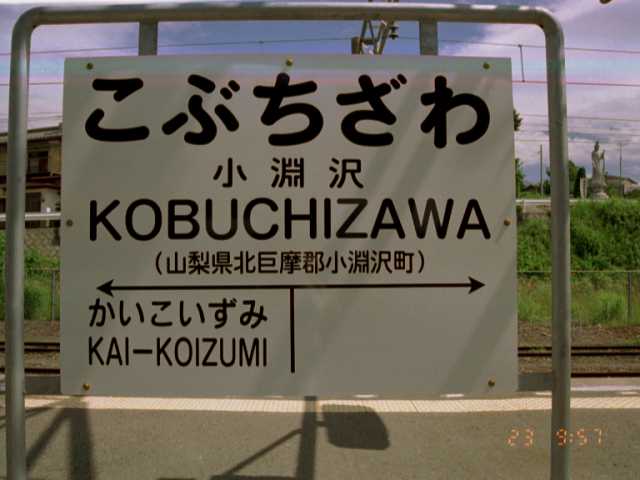 こぶちざわ
小淵沢
KOBUCHIZAWA
(山梨県北巨摩郡小淵沢町)
かいこいずみ
KAI-KOIZUMI
23 9:57